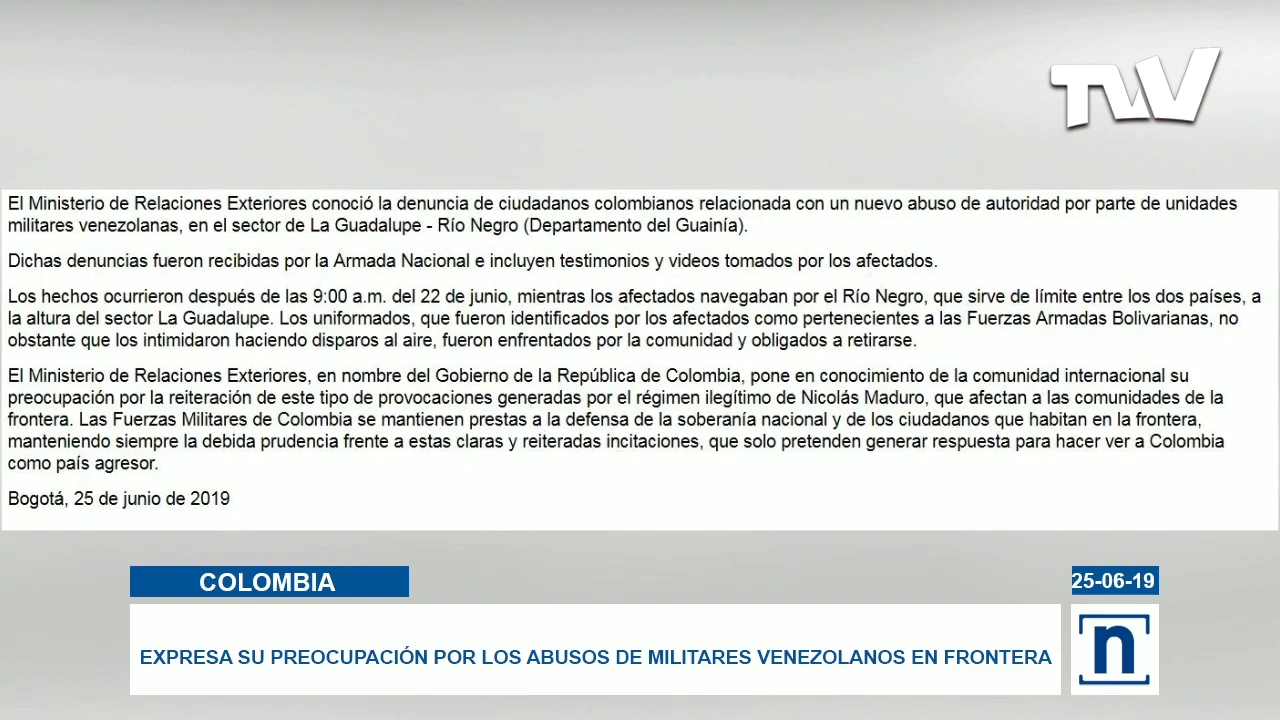 TVV
El Ministerio de Relaciones Exteriores conoció la denuncia de ciudadanos colombianos relacionada con un nuevo abuso de autoridad por parte de unidades
militares venezolanas, en el sector de La Guadalupe - Río Negro (Departamento del Guainía).
Dichas denuncias fueron recibidas por la Armada Nacional e incluyen testimonios y videos tomados por los afectados.
Los hechos ocurrieron después de las 9:00 a.m. del 22 de junio, mientras los afectados navegaban por el Río Negro, que sirve de límite entre los dos países, a
la altura del sector La Guadalupe. Los uniformados, que fueron identificados por los afectados como pertenecientes a las Fuerzas Armadas Bolivarianas, no
obstante que los intimidaron haciendo disparos al aire, fueron enfrentados por la comunidad y obligados a retirarse.
El Ministerio de Relaciones Exteriores, en nombre del Gobierno de la República de Colombia, pone en conocimiento de la comunidad internacional su
preocupación por la reiteración de este tipo de provocaciones generadas por el régimen ilegítimo de Nicolás Maduro, que afectan a las comunidades de la
frontera. Las Fuerzas Militares de Colombia se mantienen prestas a la defensa de la soberanía nacional y de los ciudadanos que habitan en la frontera,
manteniendo siempre la debida prudencia frente a estas claras y reiteradas incitaciones, que solo pretenden generar respuesta para hacer ver a Colombia
como país agresor.
Bogotá, 25 de junio de 2019
COLOMBIA
25-06-19
EXPRESA SU PREOCUPACIÓN POR LOS ABUSOS DE MILITARES VENEZOLANOS EN FRONTERA
n